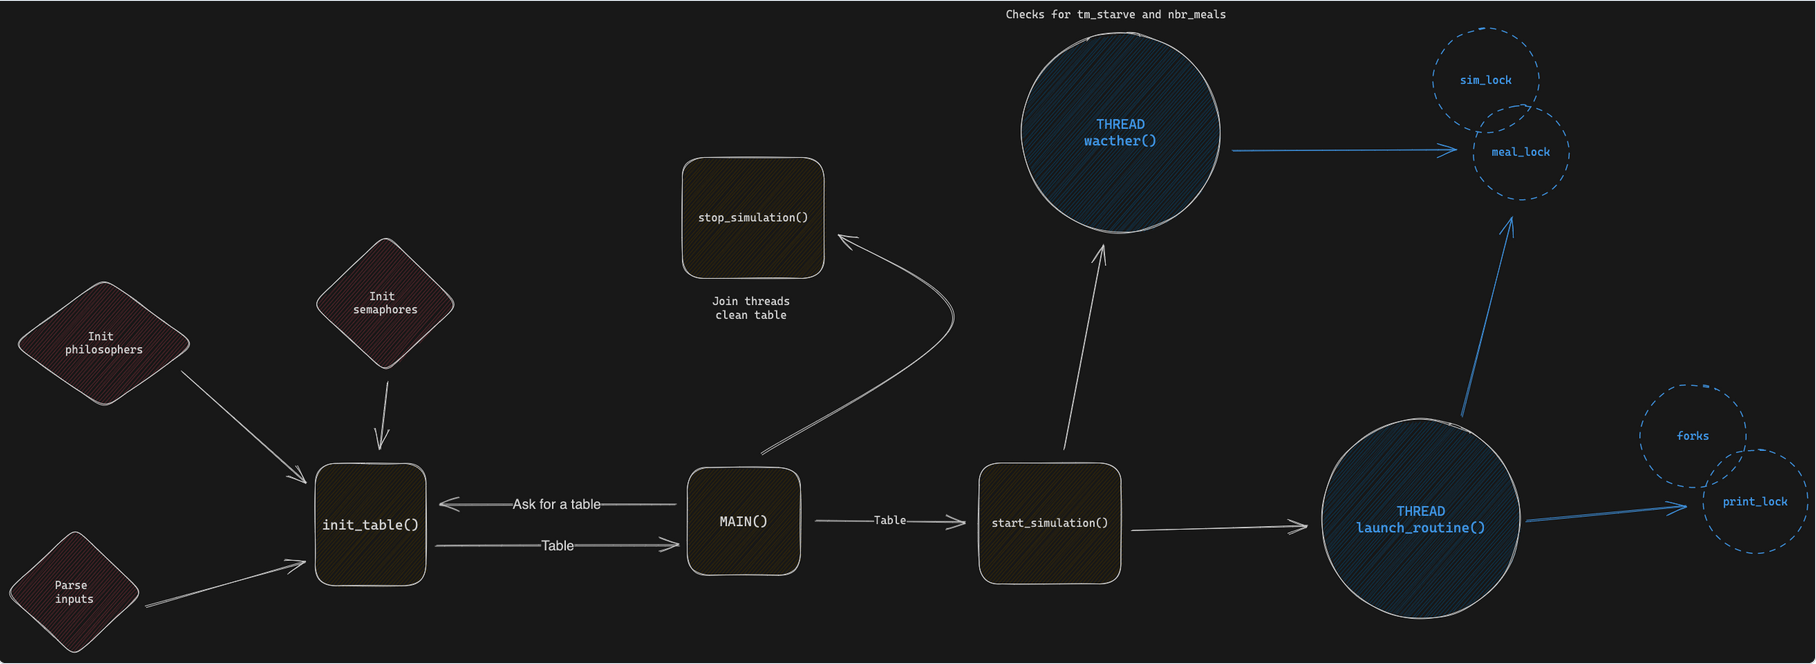 Checks for tm_starve and nbr_meals
sim_lock
THREAD
wacther()
meal_lock
stop_simulation()
Init
semaphores
Join threads
clean table
Init
philosophers
forks
Ask for a table
print_lock
init_table()
MAIN()
Table
start_simulation()
THREAD
launch_routine()
Table
Parse
inputs